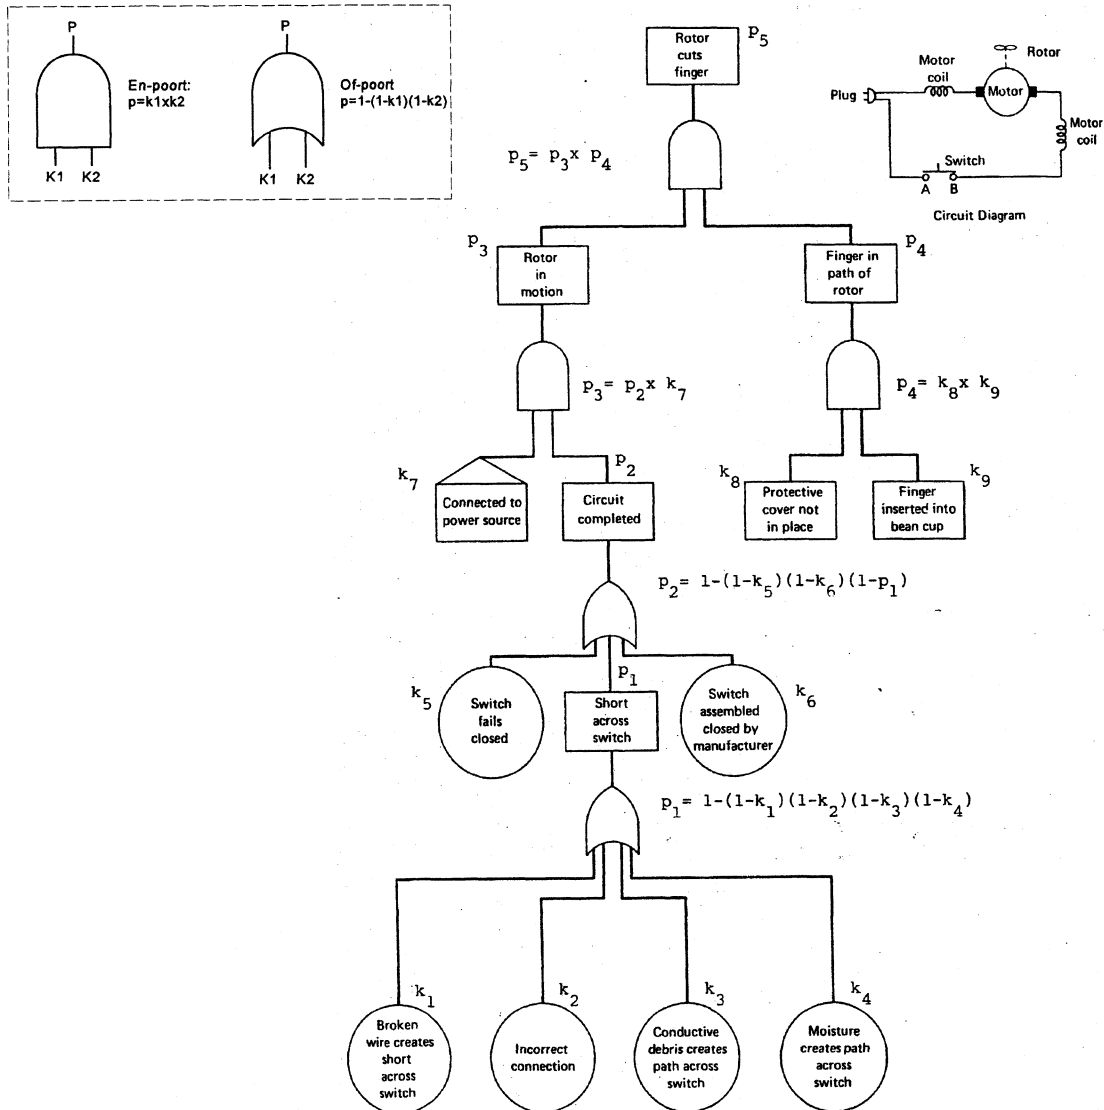 P
P
En-poort:
p=k1xk2
Of-poort
p=1-(1-k1)(1-k2)
K1 K2
K1 K2
Rotor
cuts
finger
p5
p5= p3x p4
Motor
coil
Rotor
Plug
Motor
Motor
coil
Switch
A B
Circuit Diagram
p3
Rotor
in
motion
Finger in
path of
rotor
p4
p3= p2x k7
p4= k8x k9
k7
Connected to
power source
p2
Circuit
completed
k8
Protective
cover not
in place
k9
Finger
inserted into
bean cup
p2= 1-(1-k5)(1-k6)(1-p1)
k5
Switch
fails
closed
p1
Short
across
switch
k6
Switch
assembled
closed by
manufacturer
p1= 1-(1-k1)(1-k2)(1-k3)(1-k4)
k1
Broken
wire creates
short
across
switch
k2
Incorrect
connection
k3
Conductive
debris creates
path across
switch
k4
Moisture
creates path
across
switch